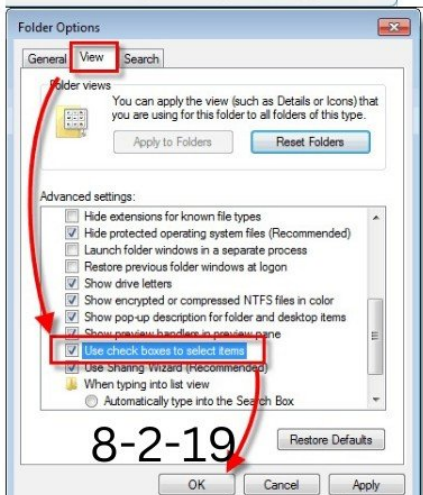 Folder Options
General View Search
Folder views
You can apply the view (such as Details or Icons) that
you are using for this folder to all folders of this type.
Apply to Folders Reset Folders
Advanced settings:
Hide extensions for known file types
Hide protected operating system files (Recommended)
Launch folder windows in a separate process
Restore previous folder windows at logon
Show drive letters
Show encrypted or compressed NTFS files in color
Show pop-up description for folder and desktop items
Show preview handlers in preview pane
Use check boxes to select items
Use Sharing Wizard (Recommended)
When typing into list view
Automatically type into the Search Box
8-2-19
Restore Defaults
OK Cancel Apply